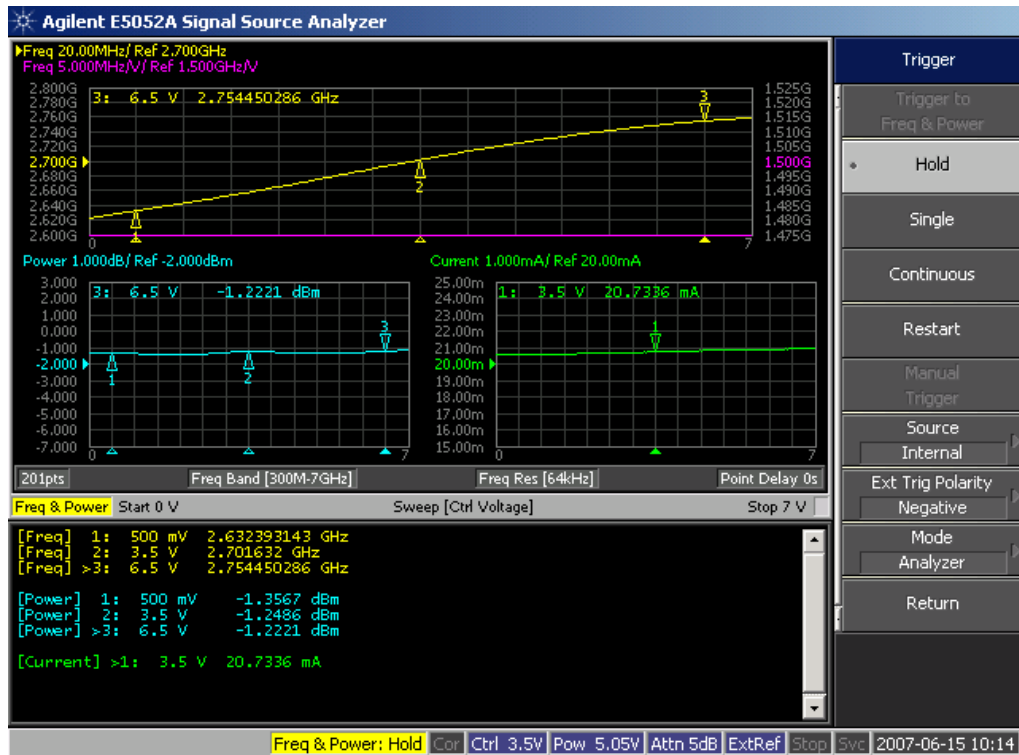 Agilent E5052A Signal Source Analyzer
Freq 20.00MHz/ Ref 2.700GHz
Freq 5.000MHz/V/ Ref 1.500GHz/V
3: 6.5 V 2.754450286 GHz
2.800G
2.780G
2.760G
2.740G
2.720G
2.700G
2.680G
2.660G
2.640G
2.620G
2.600G
1.525G
1.520G
1.515G
1.510G
1.505G
1.500G
1.495G
1.490G
1.485G
1.480G
1.475G
1
2
3
0
7
Power 1.000dB/ Ref -2.000dBm
3: 6.5 V -1.2221 dBm
3.000
2.000
1.000
0.000
-1.000
-2.000
-3.000
-4.000
-5.000
-6.000
-7.000
1
2
3
0
7
Current 1.000mA/ Ref 20.00mA
1: 3.5 V 20.7336 mA
25.00m
24.00m
23.00m
22.00m
21.00m
20.00m
19.00m
18.00m
17.00m
16.00m
15.00m
1
0
7
201pts Freq Band [300M-7GHz] Freq Res [64kHz] Point Delay 0s
Freq & Power Start 0 V Sweep [Ctrl Voltage] Stop 7 V
[Freq] 1: 500 mV 2.632393143 GHz
[Freq] 2: 3.5 V 2.701632 GHz
[Freq] >3: 6.5 V 2.754450286 GHz
[Power] 1: 500 mV -1.3567 dBm
[Power] 2: 3.5 V -1.2486 dBm
[Power] >3: 6.5 V -1.2221 dBm
[Current] >1: 3.5 V 20.7336 mA
Trigger
Trigger to
Freq & Power
Hold
Single
Continuous
Restart
Manual
Trigger
Source
Internal
Ext Trig Polarity
Negative
Mode
Analyzer
Return
Freq & Power: Hold Cor Ctrl 3.5V Pow 5.05V Attn 5dB ExtRef Stop Svc 2007-06-15 10:14